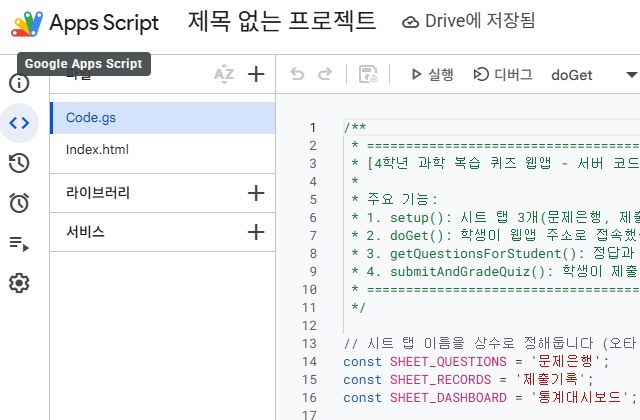 Apps Script 제목 없는 프로젝트 Drive에 저장됨
Google Apps Script
AZ
실행 디버그 doGet
Code.gs
Index.html
라이브러리
서비스
1 /**
2 * ===================================
3 * [4학년 과학 복습 퀴즈 웹앱 - 서버 코드
4 *
5 * 주요 기능:
6 * 1. setup(): 시트 탭 3개(문제은행, 제출
7 * 2. doGet(): 학생이 웹앱 주소로 접속했
8 * 3. getQuestionsForStudent(): 정답과
9 * 4. submitAndGradeQuiz(): 학생이 제출
10 * ===================================
11 */
12
13 // 시트 탭 이름을 상수로 정해둡니다 (오타
14 const SHEET_QUESTIONS = '문제은행';
15 const SHEET_RECORDS = '제출기록';
16 const SHEET_DASHBOARD = '통계대시보드';
17